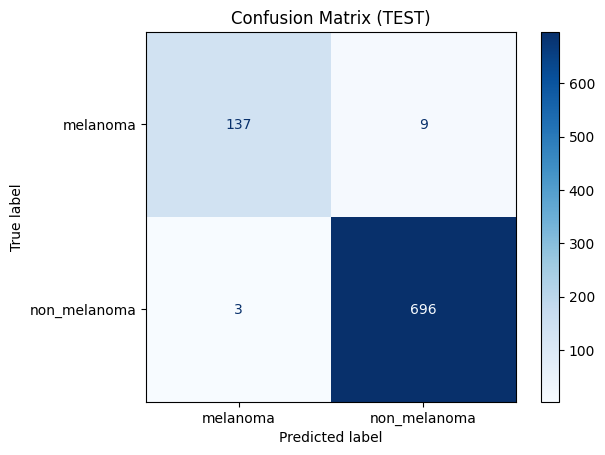 Confusion Matrix (TEST)
True label
melanoma
non_melanoma
137
9
3
696
melanoma
non_melanoma
Predicted label
600
500
400
300
200
100